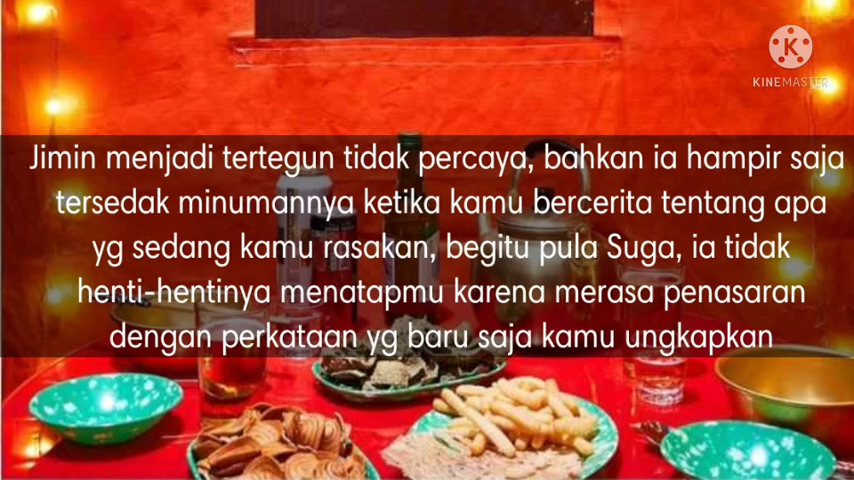 KINEMASTER
Jimin menjadi tertegun tidak percaya, bahkan ia hampir saja
tersedak minumannya ketika kamu bercerita tentang apa
yg sedang kamu rasakan, begitu pula Suga, ia tidak
henti-hentinya menatapmu karena merasa penasaran
dengan perkataan yg baru saja kamu ungkapkan